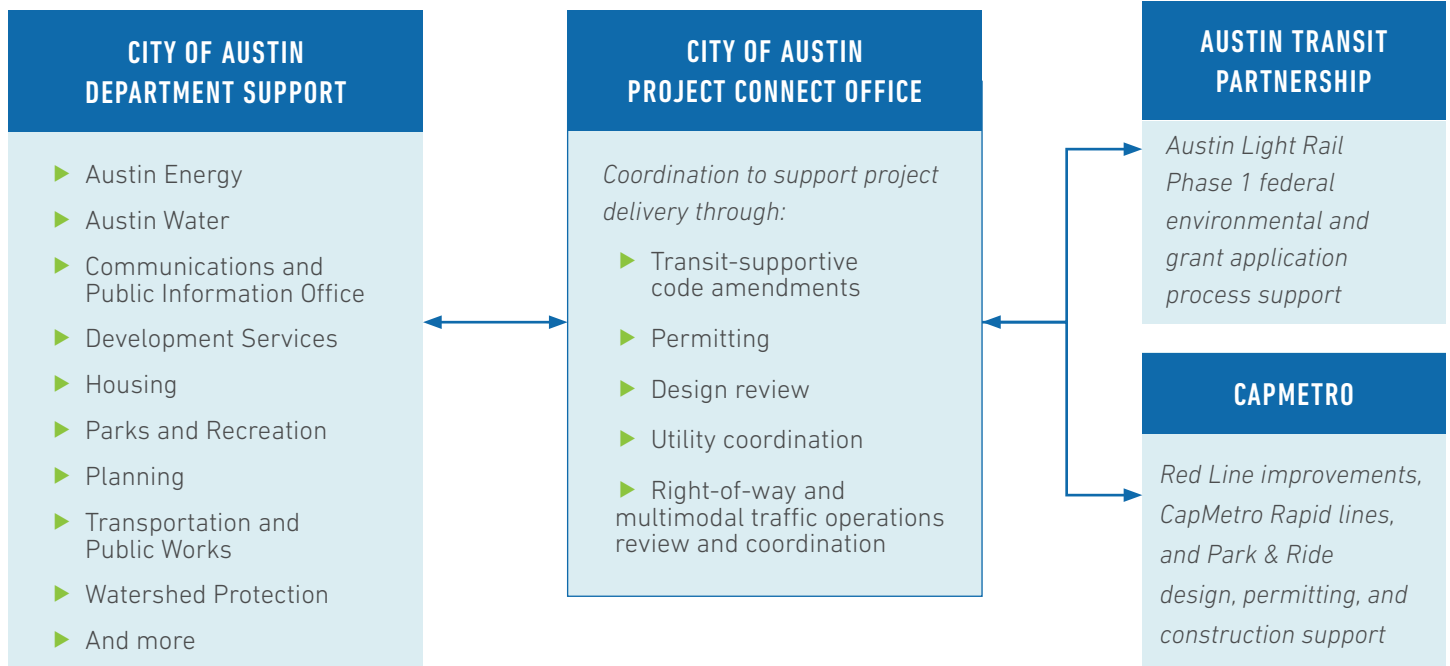 CITY OF AUSTIN
DEPARTMENT SUPPORT
Austin Energy
Austin Water
Communications and
Public Information Office
Development Services
Housing
Parks and Recreation
Planning
Transportation and
Public Works
Watershed Protection
And more
CITY OF AUSTIN
PROJECT CONNECT OFFICE
Coordination to support project
delivery through:
Transit-supportive
code amendments
Permitting
Design review
Utility coordination
Right-of-way and
multimodal traffic operations
review and coordination
AUSTIN TRANSIT
PARTNERSHIP
Austin Light Rail
Phase 1 federal
environmental and
grant application
process support
CAPMETRO
Red Line improvements,
CapMetro Rapid lines,
and Park & Ride
design, permitting, and
construction support